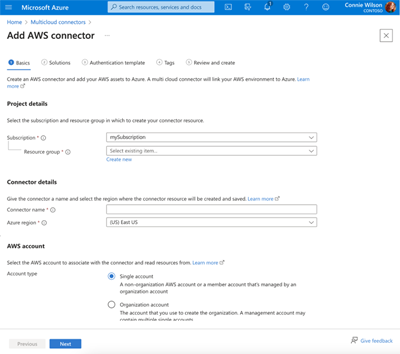 Microsoft Azure
Search resources, services and docs
1
Connie Wilson
CONTOSO
Home > Multicloud connectors >
Add AWS connector ...
1 Basics 2 Solutions 3 Authentication template 4 Tags 5 Review and create
Create an AWS connector and add your AWS assets to Azure. A multi cloud connector will link your AWS environment to Azure. Learn
more
Project details
Select the subscription and resource group in which to create your connector resource.
Subscription *
mySubscription
Resource group *
Select existing item...
Create new
Connector details
Give the connector a name and select the region where the connector resource will be created and saved. Learn more
Connector name *
Azure region *
(US) East US
AWS account
Select the AWS account to associate with the connector and read resources from. Learn more
Account type
Single account
A non-organization AWS account or a member account that's managed by an
organization account
Organization account
The account that you use to create the organization. A management account may
contain multiple single accounts
Previous
Next
Give feedback